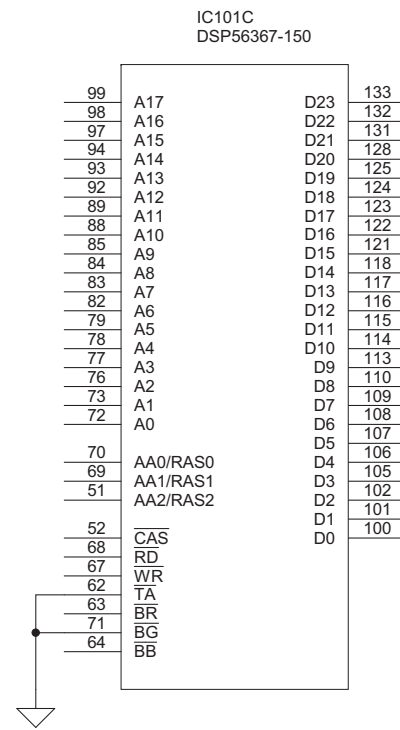 IC101C
DSP56367-150
99 A17 D23 133
98 A16 D22 132
97 A15 D21 131
94 A14 D20 128
93 A13 D19 125
92 A12 D18 124
89 A11 D17 123
88 A10 D16 122
85 A9 D15 121
84 A8 D14 118
83 A7 D13 117
82 A6 D12 116
79 A5 D11 115
78 A4 D10 114
77 A3 D9 113
76 A2 D8 110
73 A1 D7 109
72 A0 D6 108
D5 107
70 AA0/RAS0 D4 106
69 AA1/RAS1 D3 105
51 AA2/RAS2 D2 102
D1 101
52 CAS D0 100
68 RD
67 WR
62 TA
63 BR
71 BG
64 BB